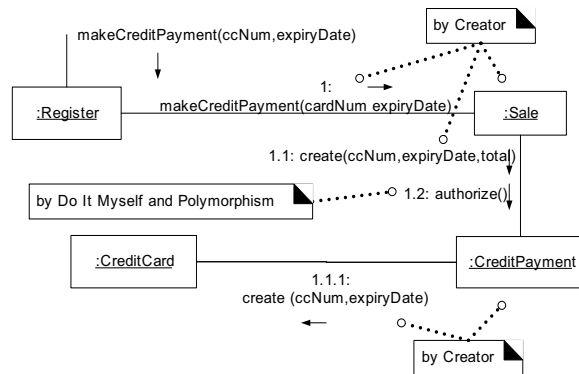 makeCreditPayment(ccNum,expiryDate)
by Creator
1:
makeCreditPayment(cardNum expiryDate)
:Register
:Sale
1.1: create(ccNum,expiryDate,total)
by Do It Myself and Polymorphism
1.2: authorize()
:CreditCard
:CreditPayment
1.1.1:
create (ccNum,expiryDate)
by Creator